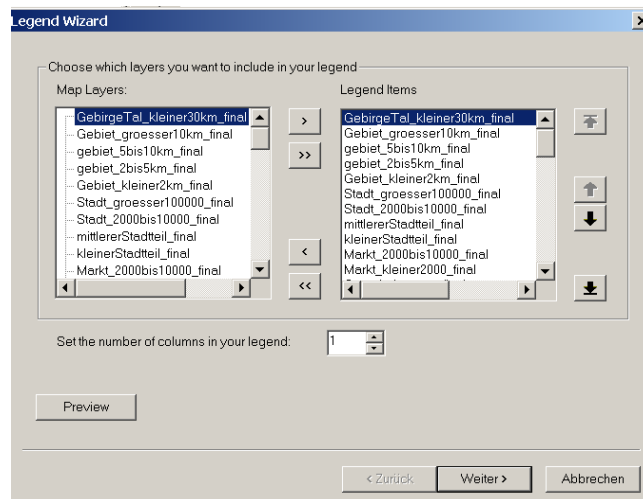 Legend Wizard
Choose which layers you want to include in your legend
Map Layers:
GebirgeTal_kleiner30km_final
Gebiet_groesser10km_final
gebiet_5bis10km_final
gebiet_2bis5km_final
Gebiet_kleiner2km_final
Stadt_groesser100000_final
Stadt_2000bis10000_final
mittlererStadtteil_final
kleinerStadtteil_final
Markt_2000bis10000_final
>
>>
<
<<
Legend Items
GebirgeTal_kleiner30km_final
Gebiet_groesser10km_final
gebiet_5bis10km_final
gebiet_2bis5km_final
Gebiet_kleiner2km_final
Stadt_groesser100000_final
Stadt_2000bis10000_final
mittlererStadtteil_final
kleinerStadtteil_final
Markt_2000bis10000_final
Markt_kleiner2000_final
Set the number of columns in your legend: 1
Preview
< Zurück Weiter > Abbrechen